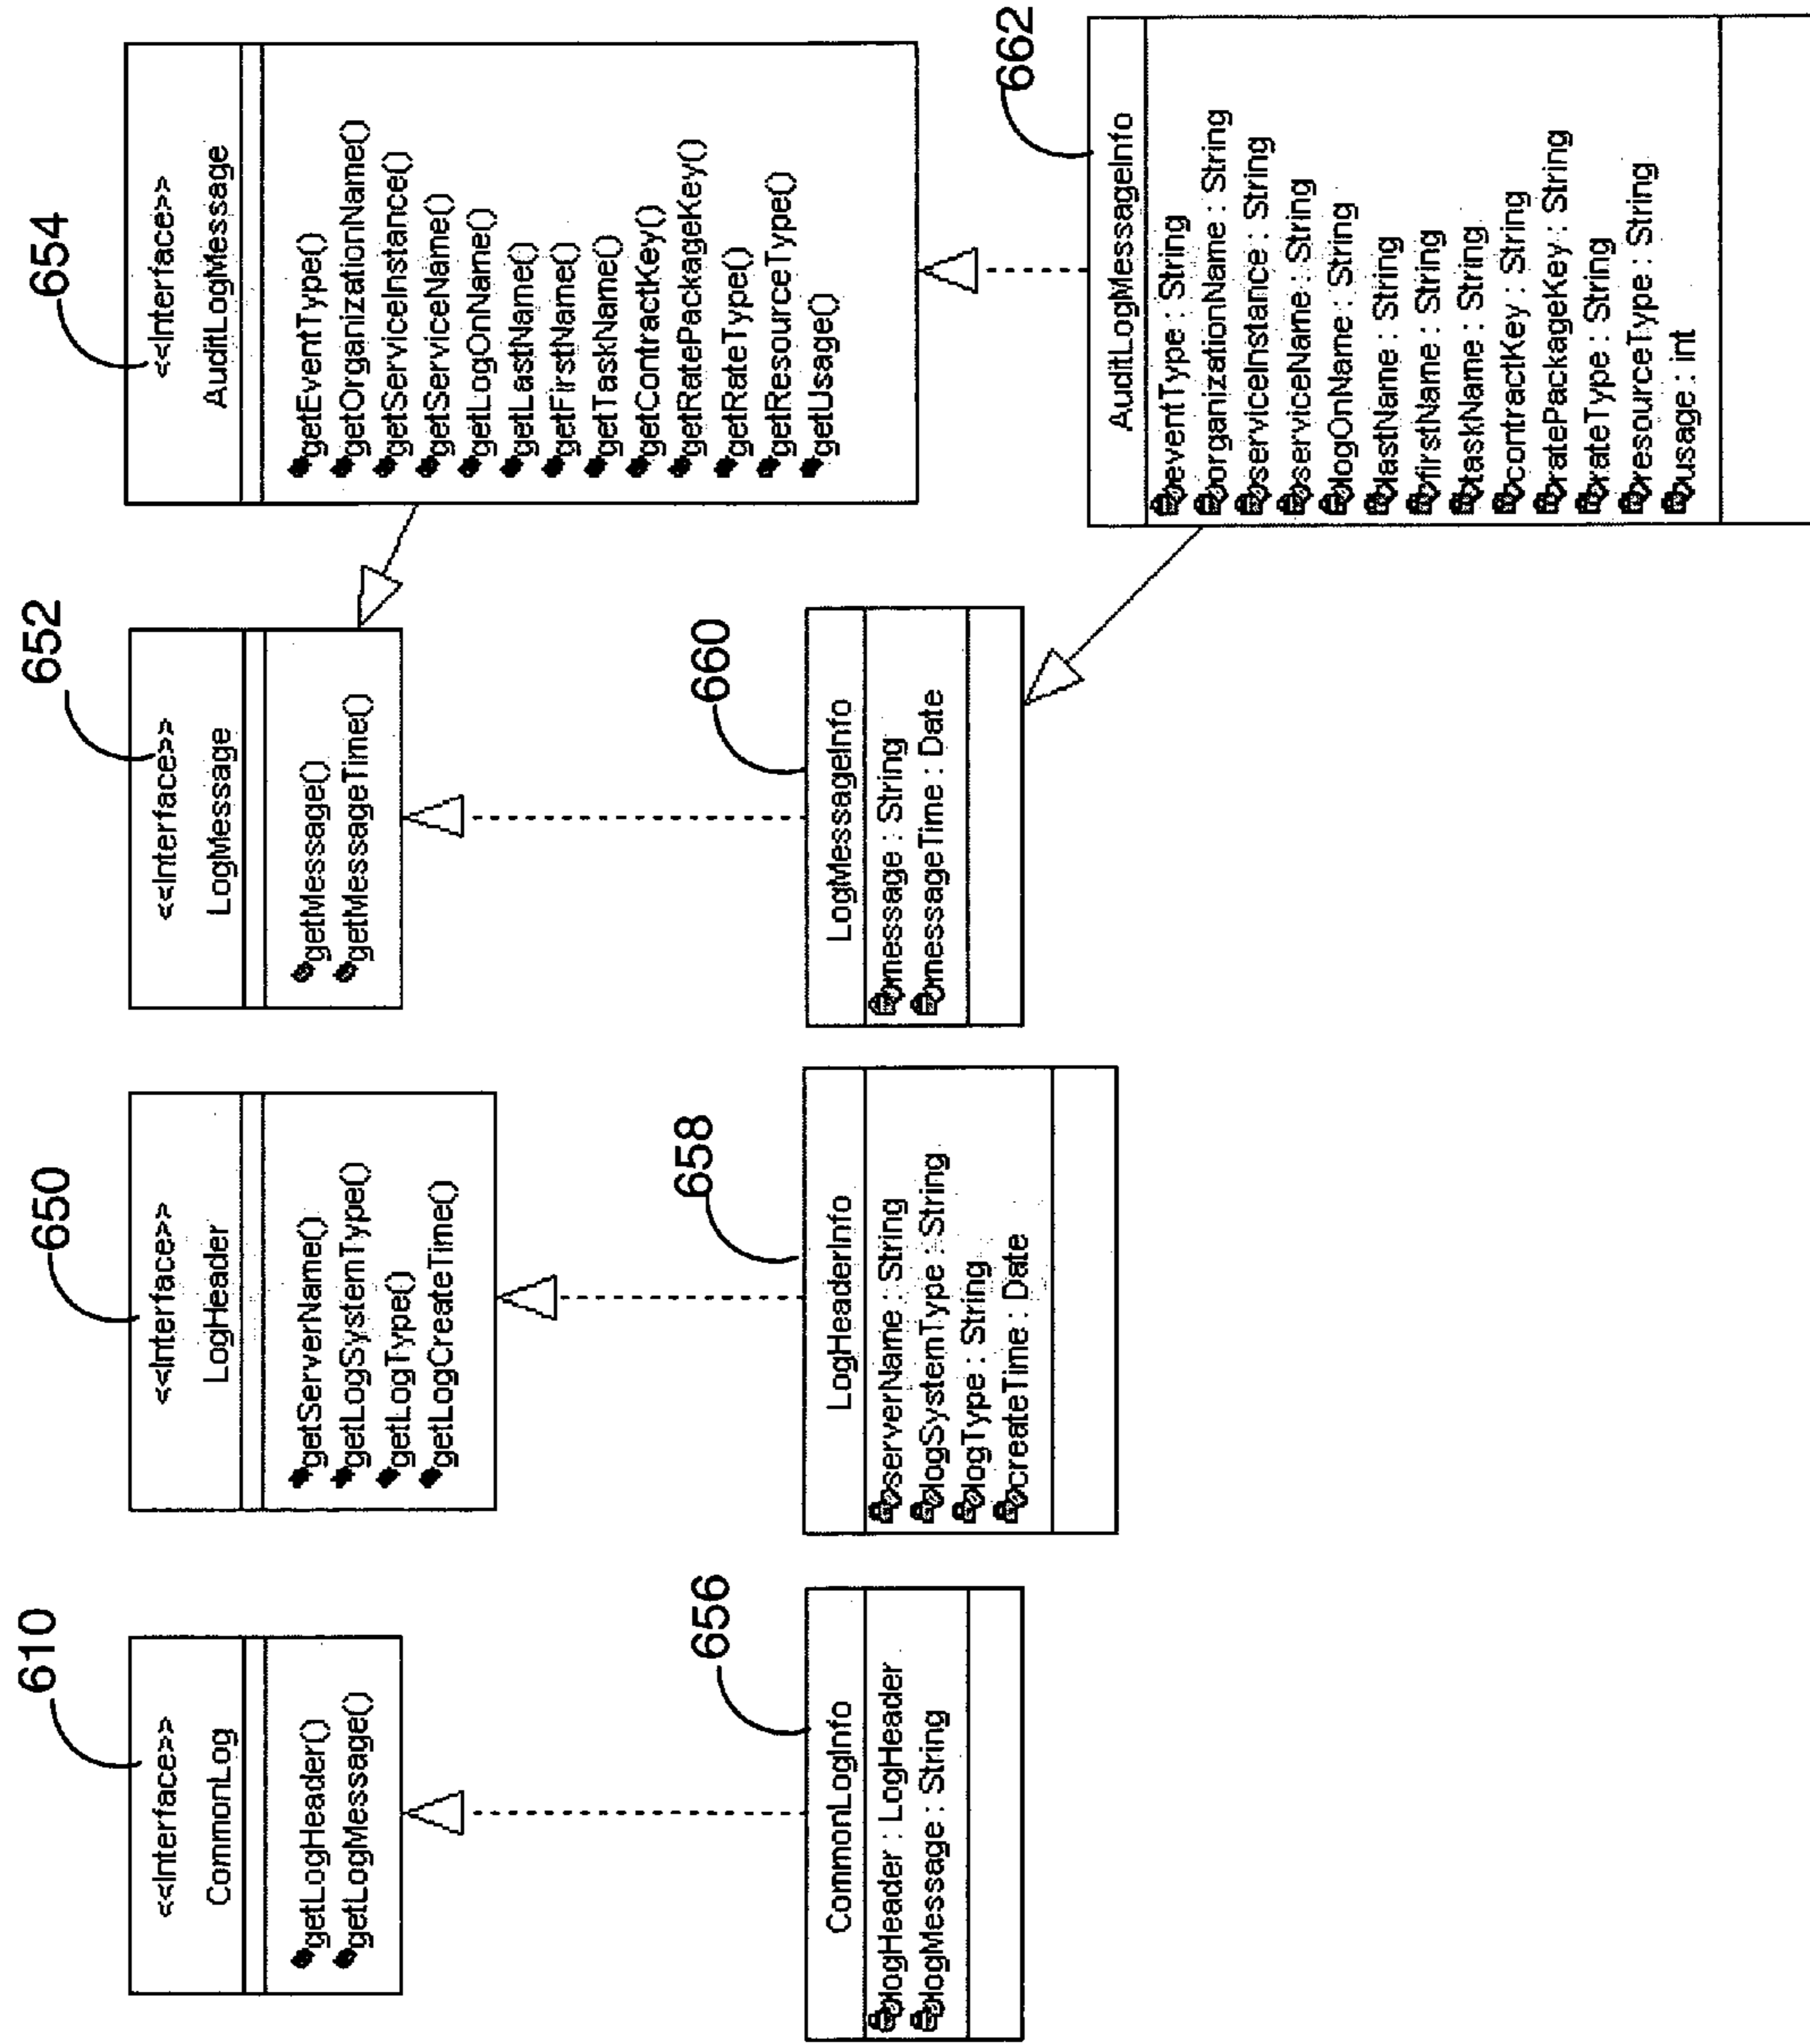 610
<<Interface>>
CommonLog
getLogHeader()
getLogMessage()
650
<<Interface>>
LogHeader
getServerName()
getLogSystemType()
getLogType()
getLogCreateTime()
652
<<Interface>>
LogMessage
getMessage()
getMessageTime()
654
<<Interface>>
AuditLogMessage
getEventType()
getOrganizationName()
getServiceInstance()
getServiceName()
getLogOnName()
getLastName()
getFirstName()
getTaskName()
getContractKey()
getRatePackageKey()
getRateType()
getResourceType()
getUsage()
656
CommonLogInfo
logHeader : LogHeader
logMessage : String
658
LogHeaderInfo
serverName : String
logSystemType : String
logType : String
createTime : Date
660
LogMessageInfo
message : String
messageTime : Date
662
AuditLogMessageInfo
eventType : String
organizationName : String
serviceInstance : String
serviceName : String
logOnName : String
lastName : String
firstName : String
taskName : String
contractKey : String
ratePackageKey : String
rateType : String
resourceType : String
usage : int